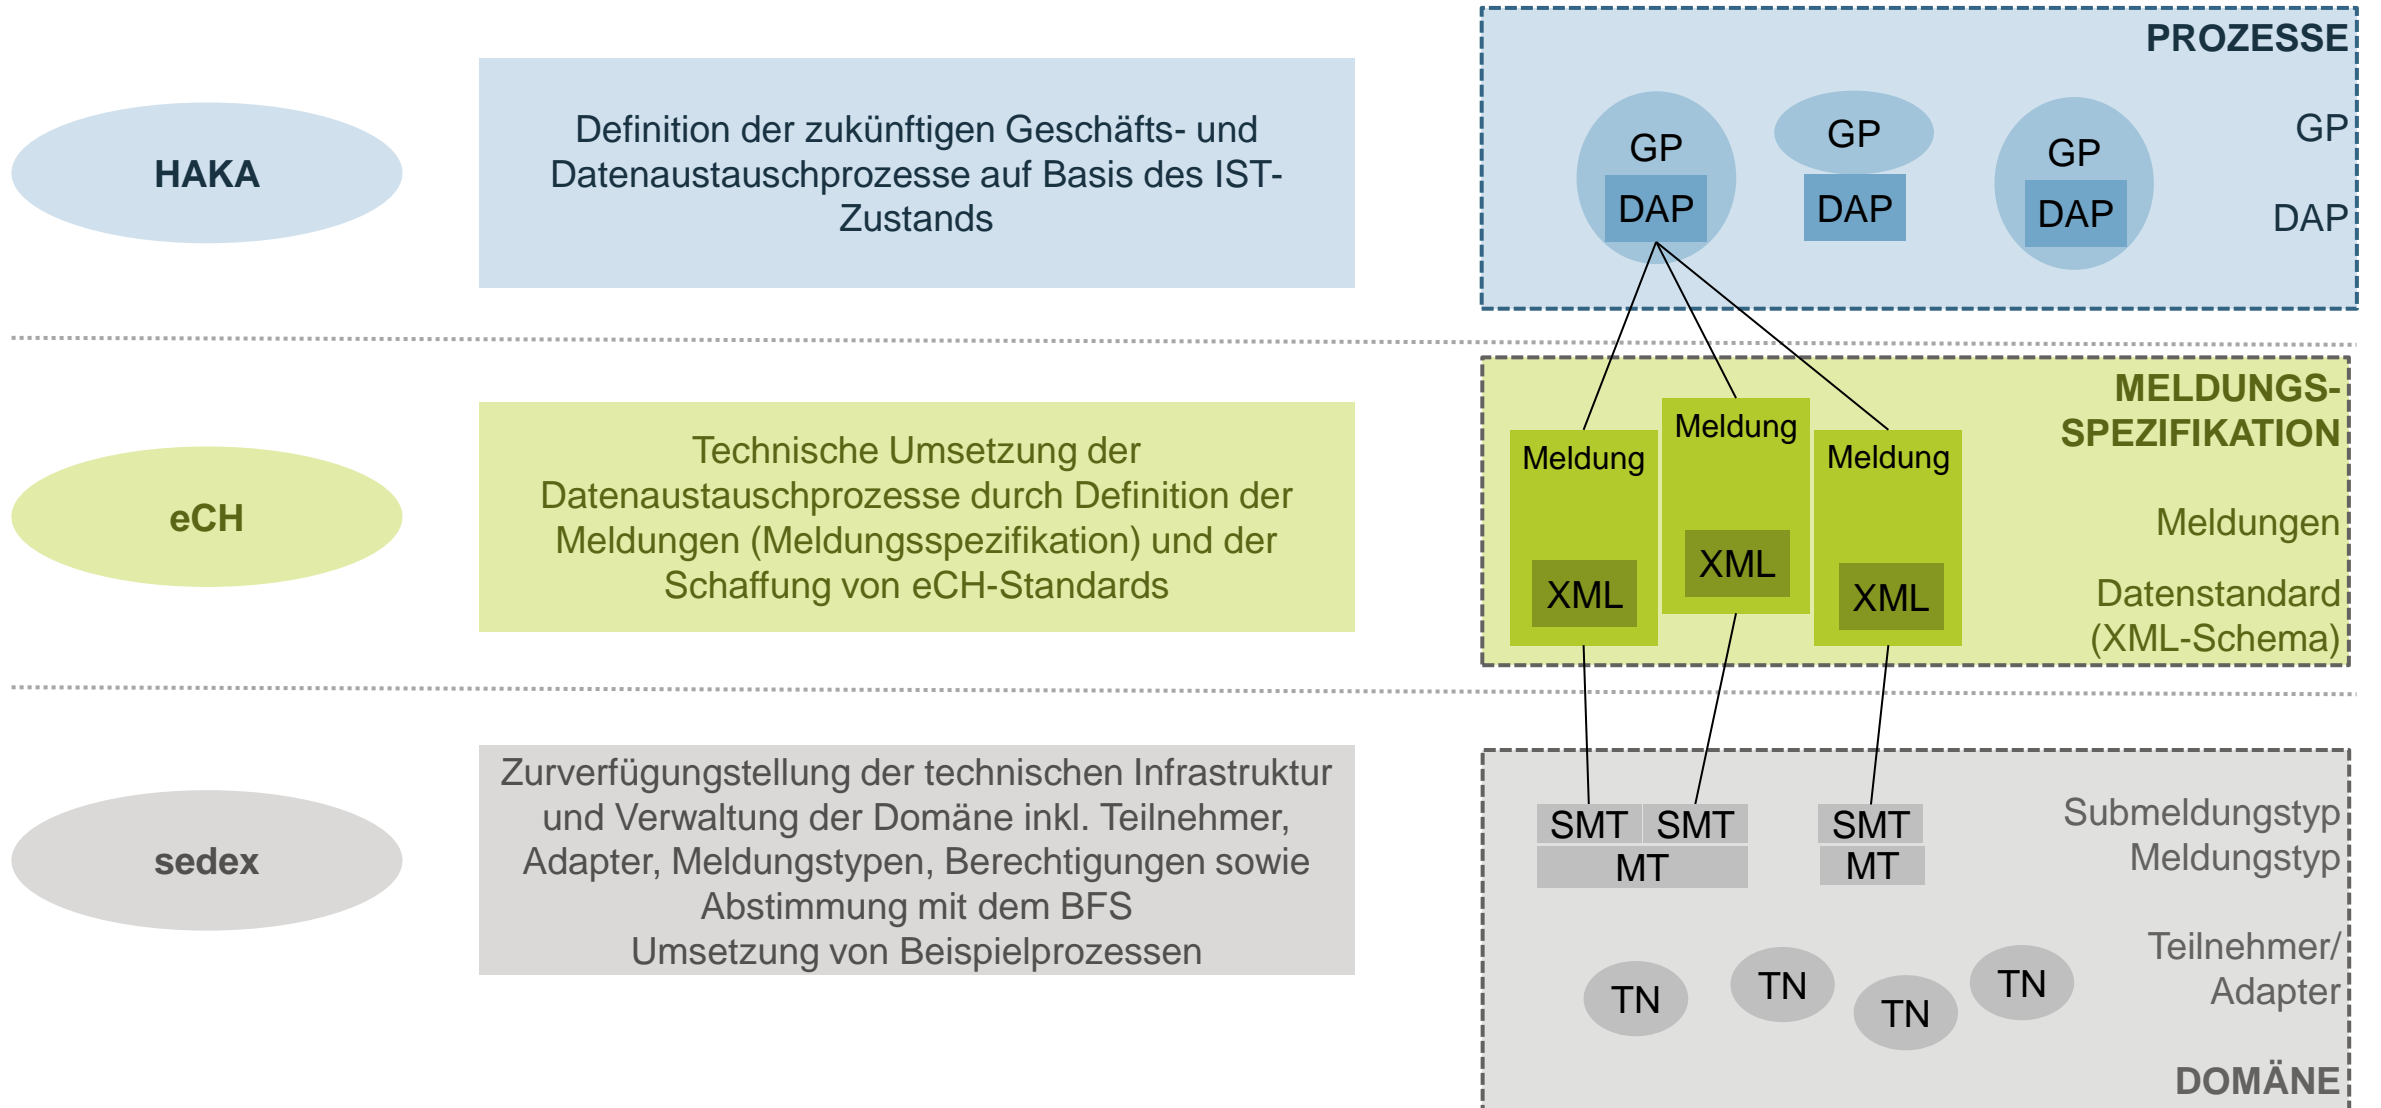 HAKA
Definition der zukünftigen Geschäfts- und
Datenaustauschprozesse auf Basis des IST-
Zustands
PROZESSE
GP
DAP
GP
DAP
GP
DAP
GP
DAP
eCH
Technische Umsetzung der
Datenaustauschprozesse durch Definition der
Meldungen (Meldungsspezifikation) und der
Schaffung von eCH-Standards
MELDUNGS-
SPEZIFIKATION
Meldung
XML
Meldung
XML
Meldung
XML
Meldungen
Datenstandard
(XML-Schema)
sedex
Zurverfügungstellung der technischen Infrastruktur
und Verwaltung der Domäne inkl. Teilnehmer,
Adapter, Meldungstypen, Berechtigungen sowie
Abstimmung mit dem BFS
Umsetzung von Beispielprozessen
SMT SMT
MT
SMT
MT
Submeldungstyp
Meldungstyp
TN
TN
TN
TN
Teilnehmer/
Adapter
DOMÄNE